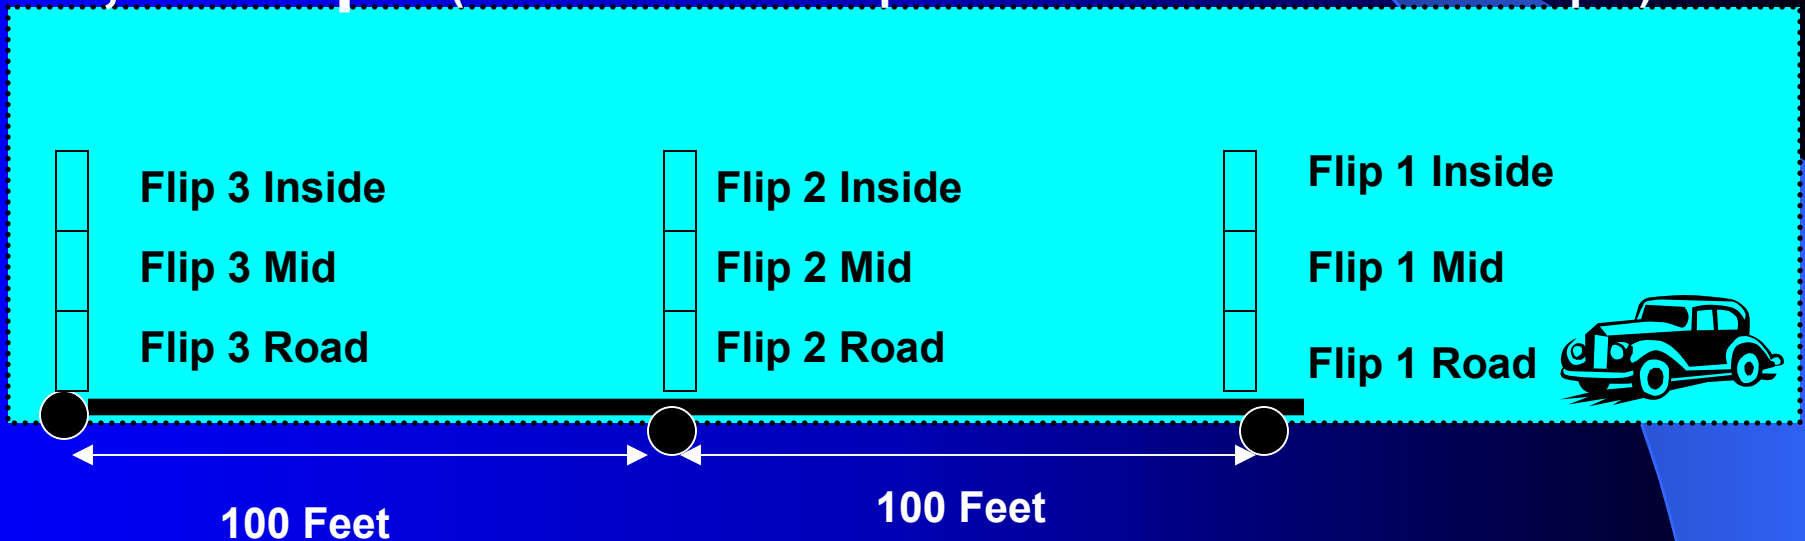 Flip 3 Inside
Flip 2 Inside
Flip 1 Inside
Flip 3 Mid
Flip 2 Mid
Flip 1 Mid
Flip 3 Road
Flip 2 Road
Flip 1 Road
100 Feet
100 Feet